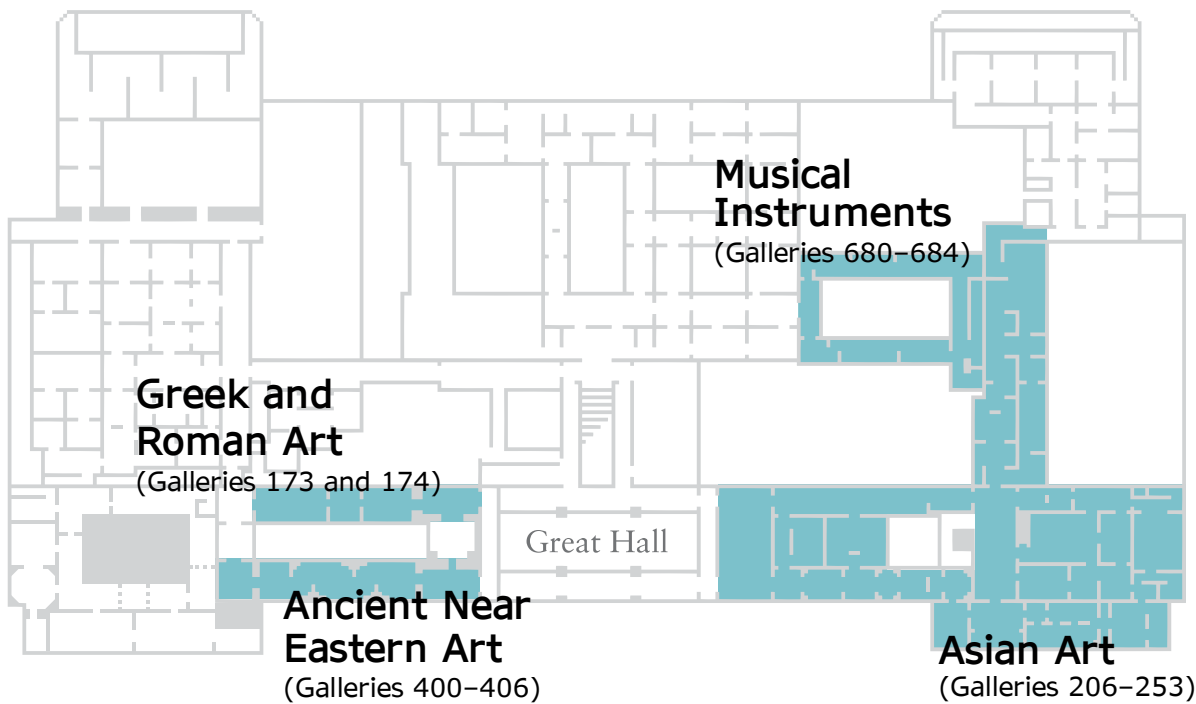 Musical
Instruments
(Galleries 680–684)
Greek and
Roman Art
(Galleries 173 and 174)
Great Hall
Ancient Near
Eastern Art
(Galleries 400–406)
Asian Art
(Galleries 206–253)